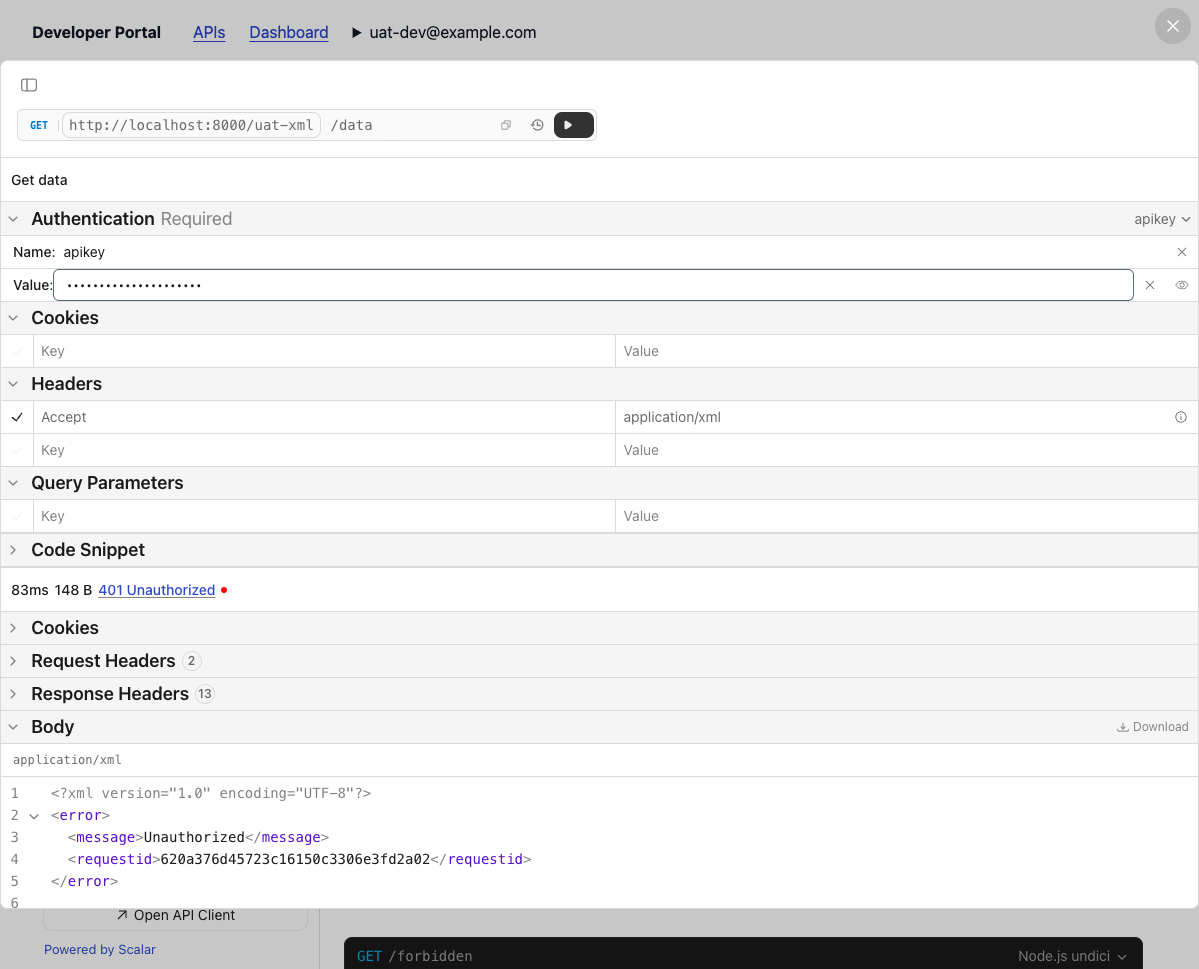 Developer Portal APIs Dashboard ▶ uat-dev@example.com
GET http://localhost:8000/uat-xml /data
Get data
Authentication Required apikey
Name: apikey
Value: •••••••••••••••••••••
Cookies
Key Value
Headers
Accept application/xml
Key Value
Query Parameters
Key Value
Code Snippet
83ms 148 B 401 Unauthorized
Cookies
Request Headers 2
Response Headers 13
Body Download
application/xml
1 <?xml version="1.0" encoding="UTF-8"?>
2 <error>
3 <message>Unauthorized</message>
4 <requestid>620a376d45723c16150c3306e3fd2a02</requestid>
5 </error>
6
Open API Client
Powered by Scalar
GET /forbidden Node.js undici